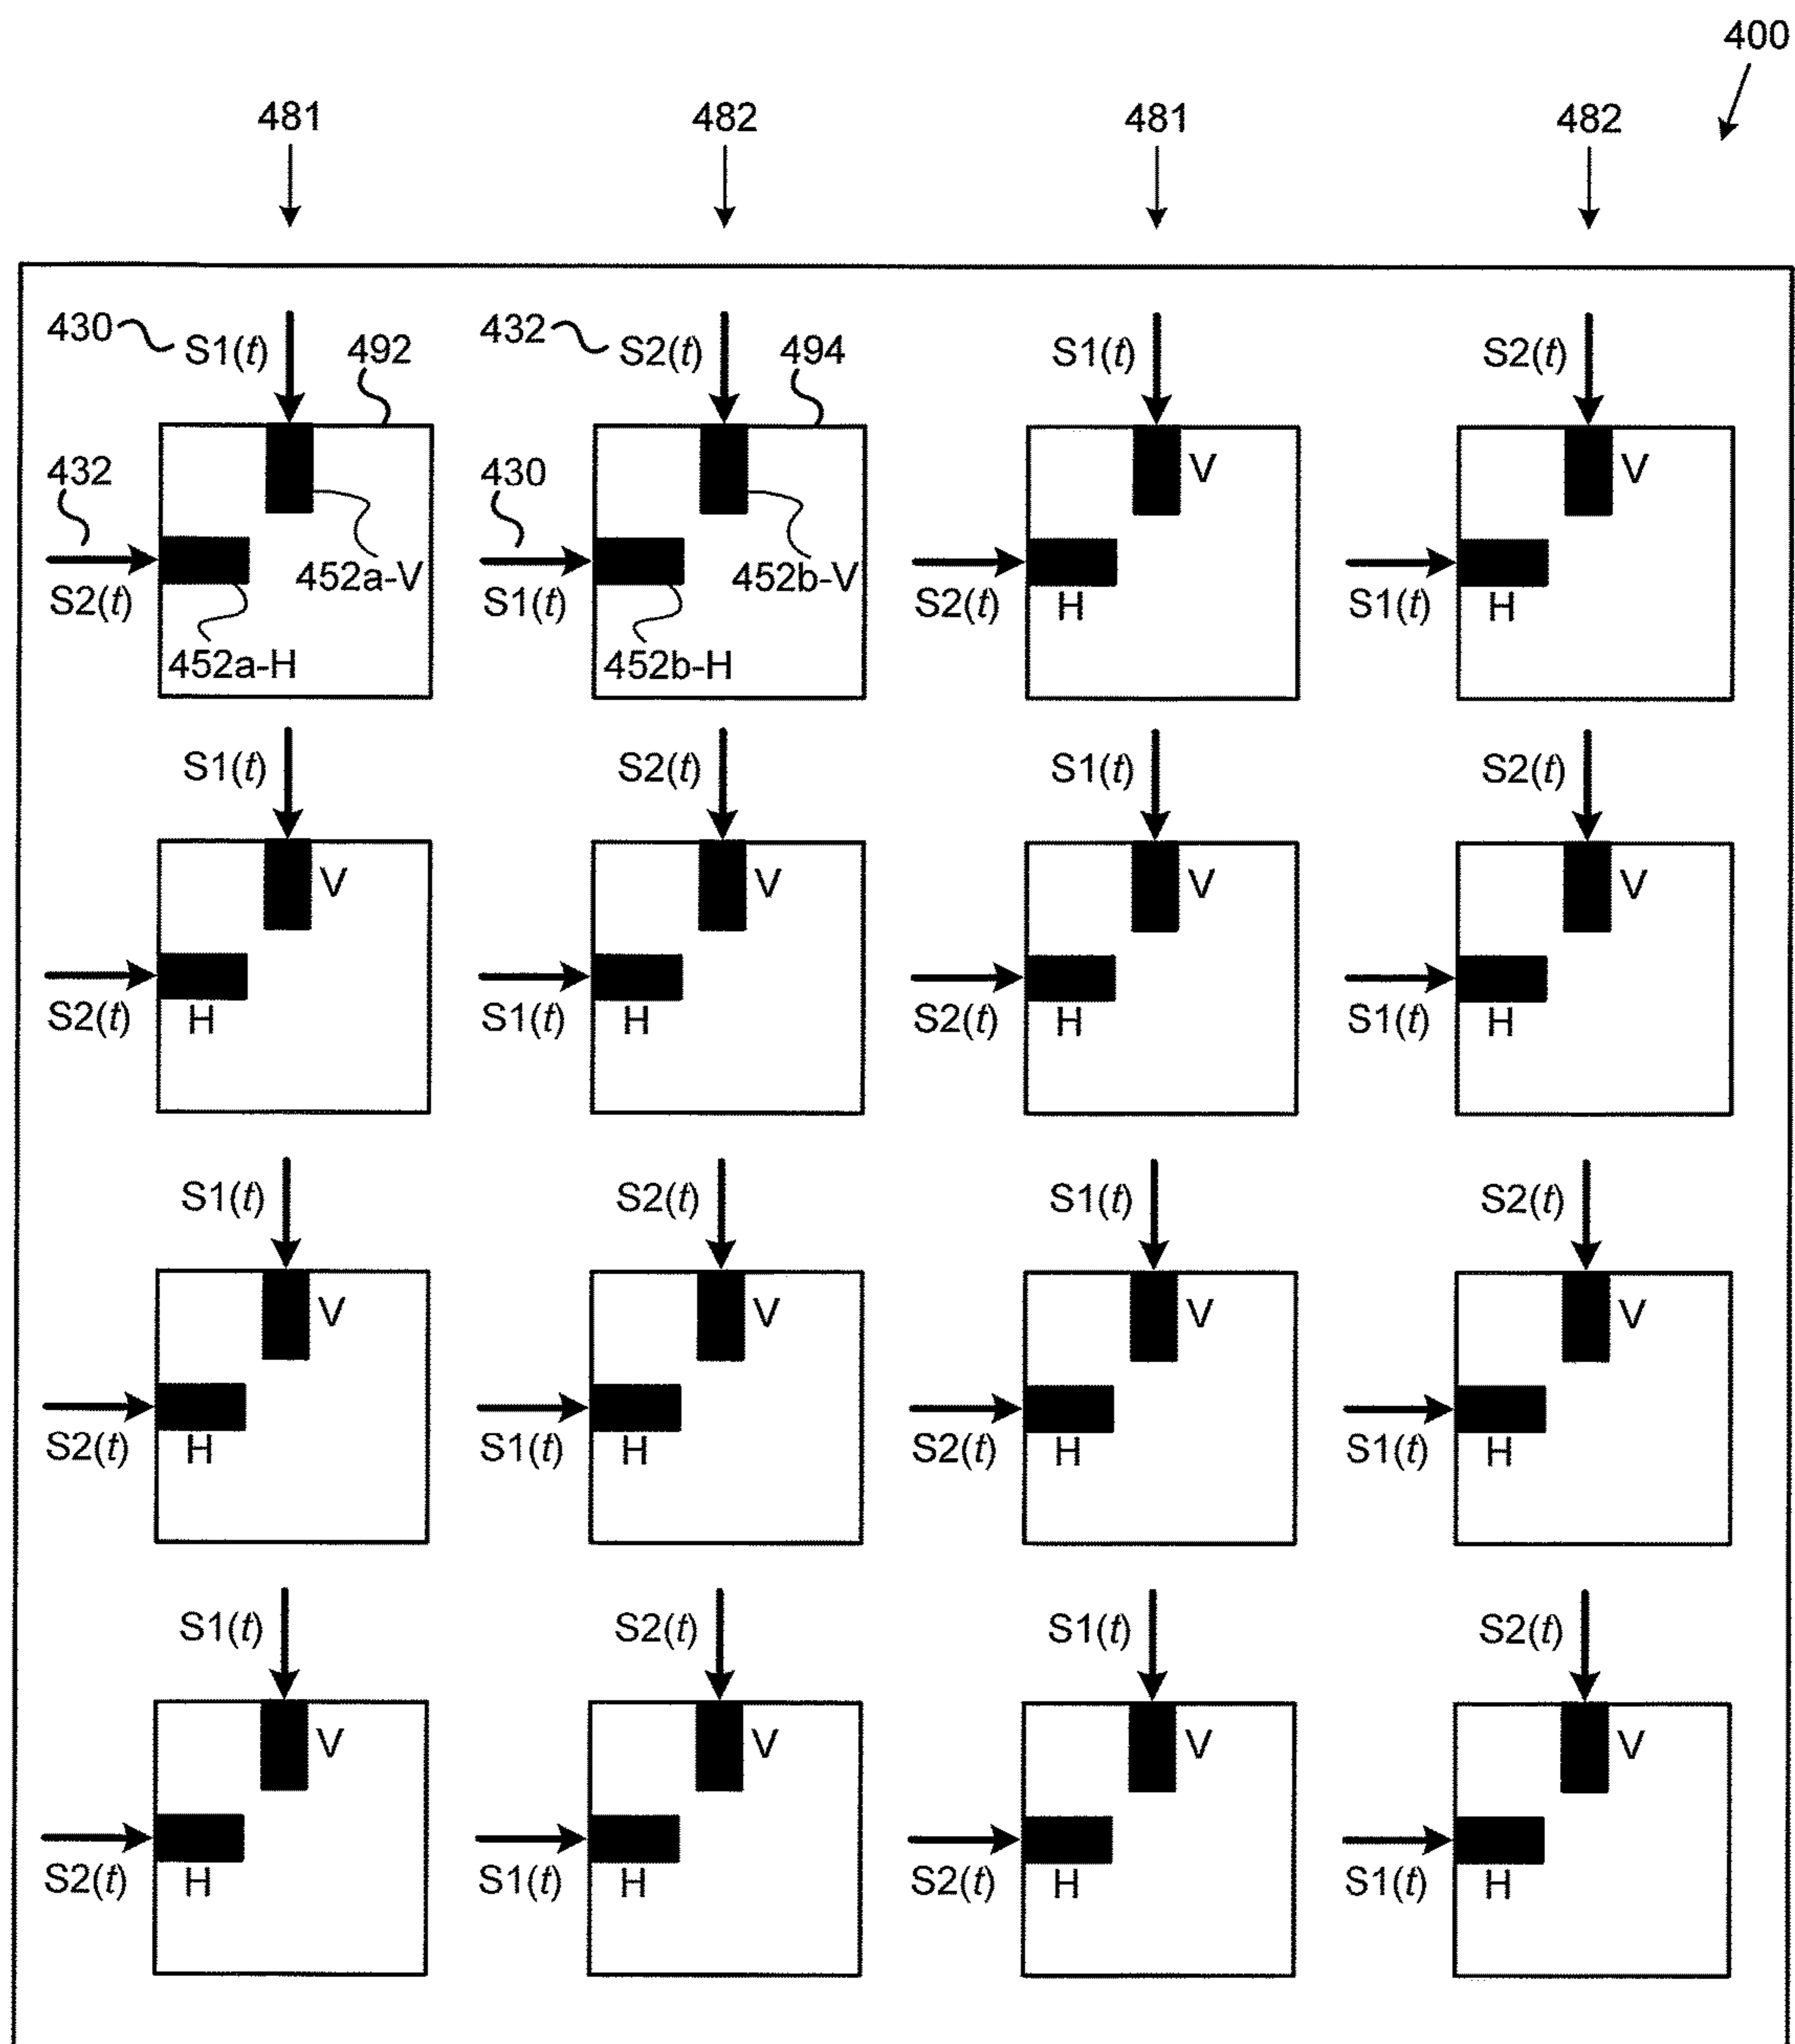 400
481 482 481 482
430 S1(t) 492 432 S2(t) 494 S1(t) S2(t)
432 430 V V
S2(t) 452a-V S1(t) 452b-V S2(t) H S1(t) H
452a-H 452b-H
S1(t) S2(t) S1(t) S2(t)
V V V V
S2(t) H S1(t) H S2(t) H S1(t) H
S1(t) S2(t) S1(t) S2(t)
V V V V
S2(t) H S1(t) H S2(t) H S1(t) H
S1(t) S2(t) S1(t) S2(t)
V V V V
S2(t) H S1(t) H S2(t) H S1(t) H